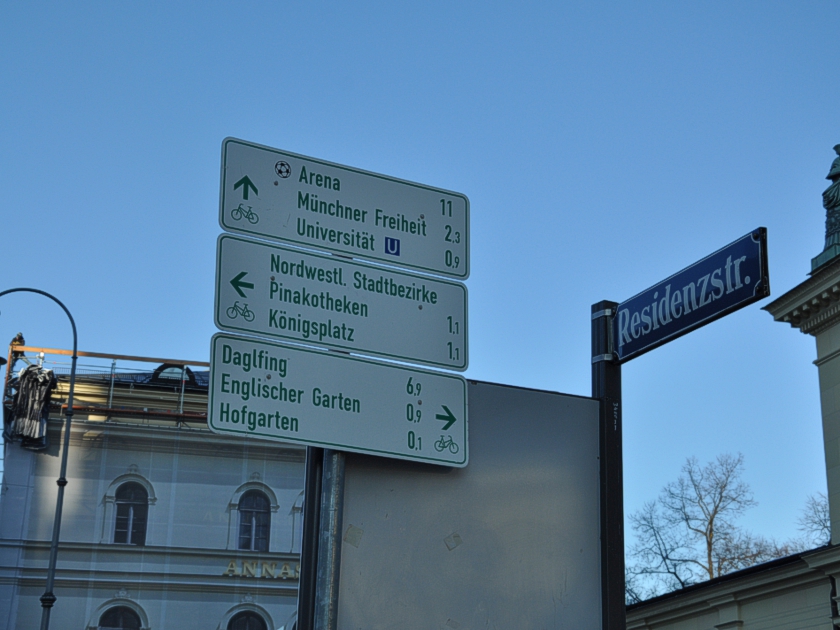 Arena 11
Münchner Freiheit 2,3
Universität U 0,9
Nordwestl. Stadtbezirke
Pinakotheken 1,1
Königsplatz 1,1
Daglfing 6,9
Englischer Garten 0,9
Hofgarten 0,1
Residenzstr.
ANNAS